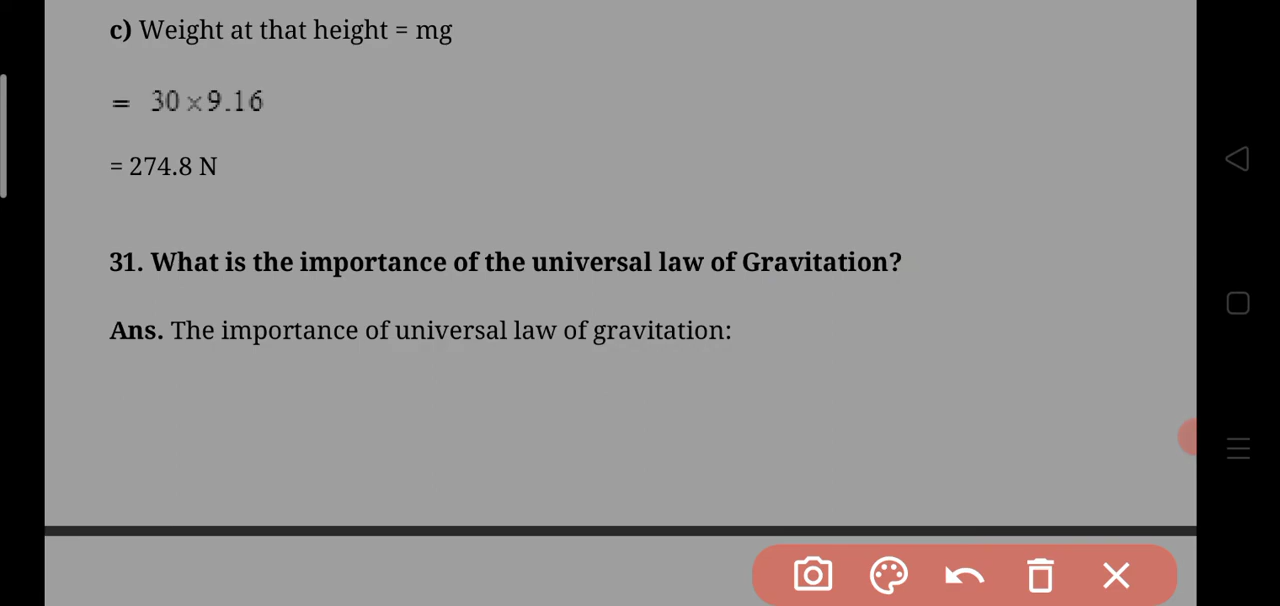 c) Weight at that height = mg
= 30×9.16
= 274.8 N
31. What is the importance of the universal law of Gravitation?
Ans. The importance of universal law of gravitation: